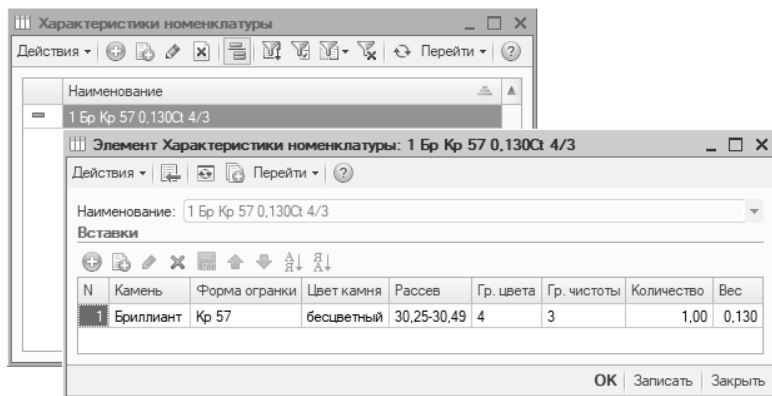 Характеристики номенклатуры
Действия Перейти
Наименование
1 Бр Кр 57 0,130Ct 4/3
Элемент Характеристики номенклатуры: 1 Бр Кр 57 0,130Ct 4/3
Действия Перейти
Наименование: 1 Бр Кр 57 0,130Ct 4/3
Вставки
N Камень Форма огранки Цвет камня Рассев Гр. цвета Гр. чистоты Количество Вес
1 Бриллиант Кр 57 бесцветный 30,25-30,49 4 3 1,00 0,130
OK Записать Закрыть